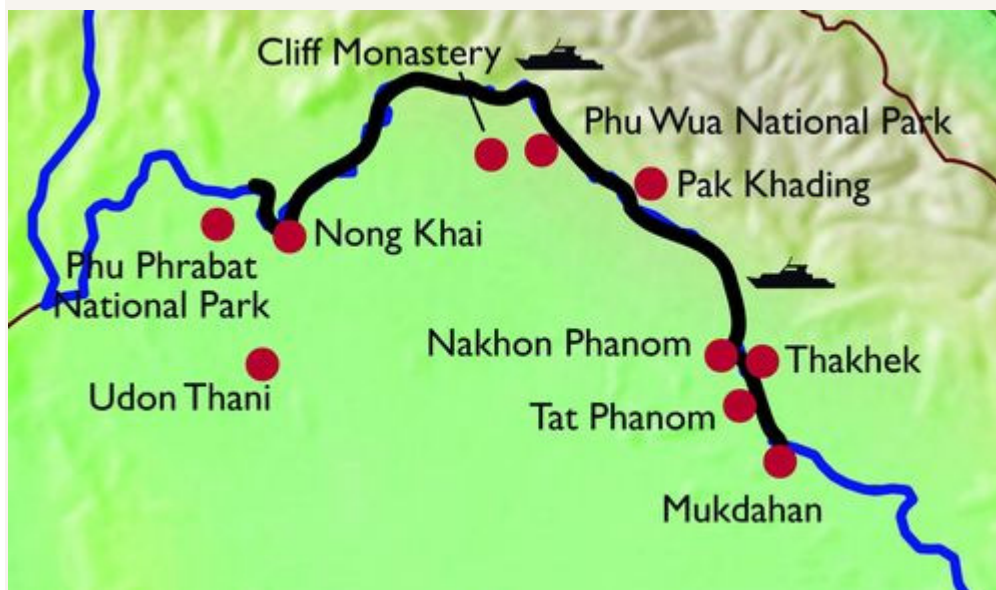 Cliff Monastery
Phu Wua National Park
Pak Khading
Nong Khai
Phu Phrabat
National Park
Nakhon Phanom
Thakhek
Udon Thani
Tat Phanom
Mukdahan